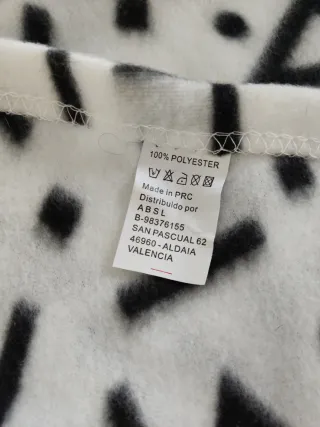 100% POLYESTER
Made in PRC
Distribuido por
A B S L
B-98376155
SAN PASCUAL 62
46960 - ALDAIA
VALENCIA